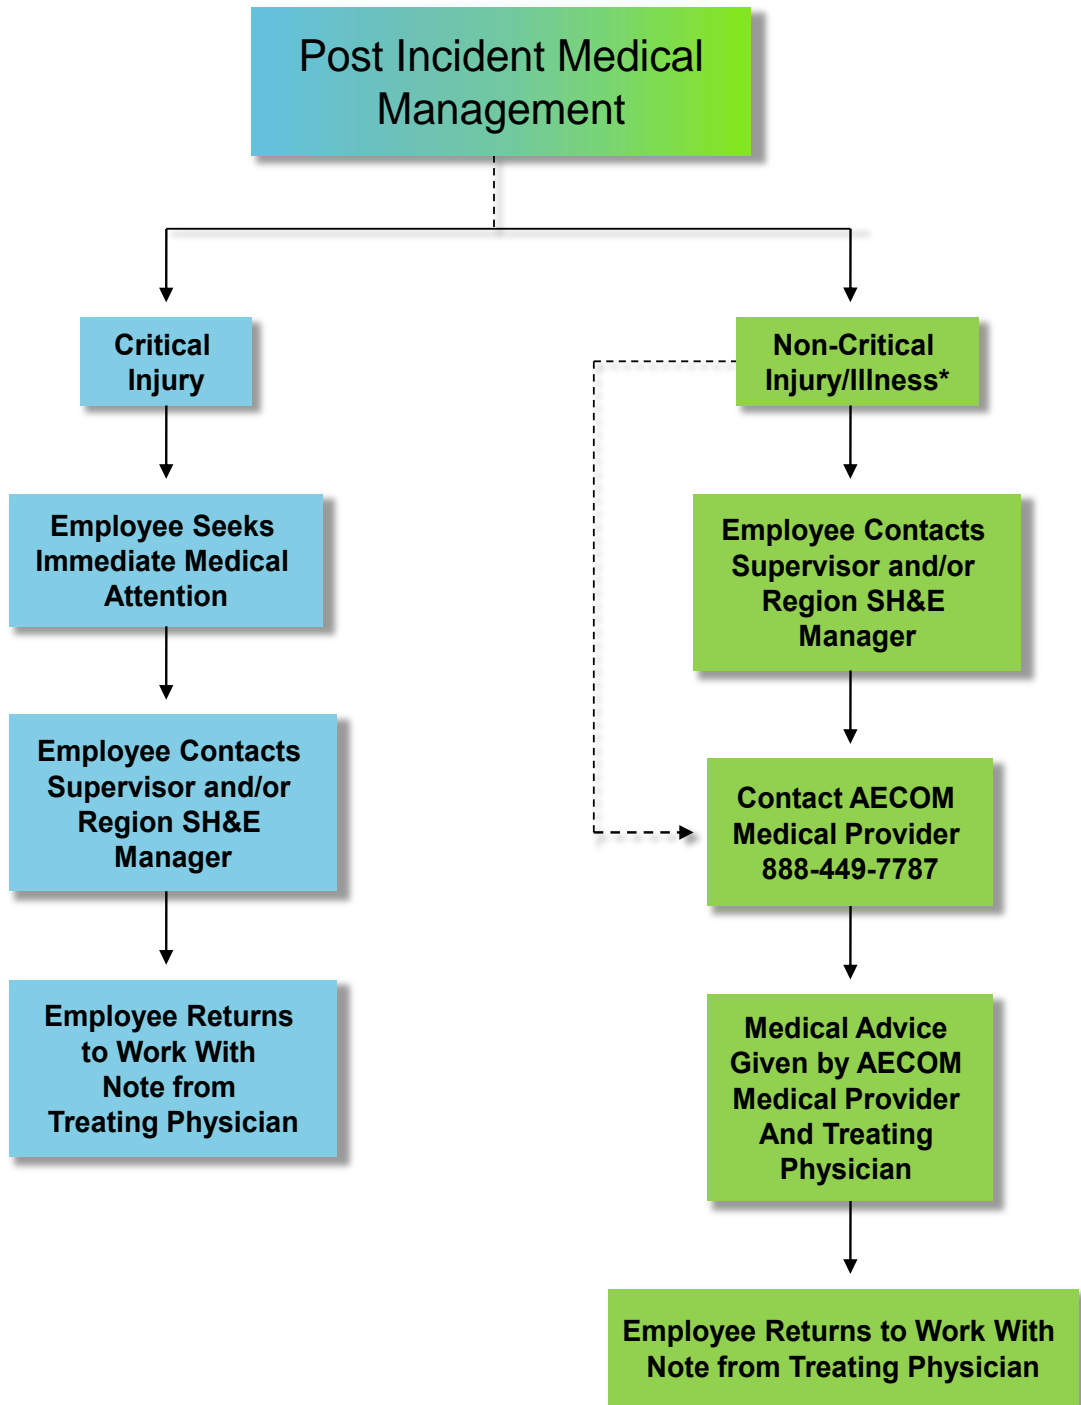 Post Incident Medical
Management
Critical
Injury
Employee Seeks
Immediate Medical
Attention
Employee Contacts
Supervisor and/or
Region SH&E
Manager
Employee Returns
to Work With
Note from
Treating Physician
Non-Critical
Injury/Illness*
Employee Contacts
Supervisor and/or
Region SH&E
Manager
Contact AECOM
Medical Provider
888-449-7787
Medical Advice
Given by AECOM
Medical Provider
And Treating
Physician
Employee Returns to Work With
Note from Treating Physician